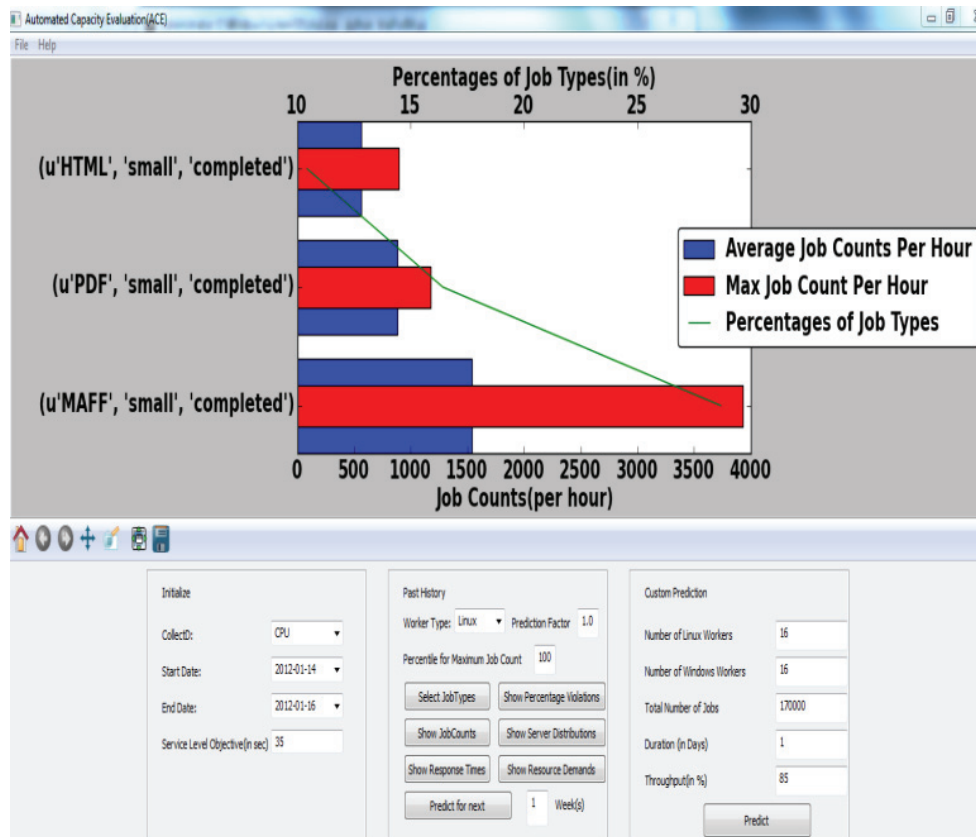 Automated Capacity Evaluation(ACE)
File Help
Percentages of Job Types(in %)
10 15 20 25 30
(u'HTML', 'small', 'completed')
(u'PDF', 'small', 'completed')
(u'MAFF', 'small', 'completed')
Average Job Counts Per Hour
Max Job Count Per Hour
Percentages of Job Types
0 500 1000 1500 2000 2500 3000 3500 4000
Job Counts(per hour)
Initialize
CollectD: CPU
Start Date: 2012-01-14
End Date: 2012-01-16
Service Level Objective(in sec) 35
Past History
Worker Type: Linux Prediction Factor 1.0
Percentile for Maximum Job Count 100
Select JobTypes Show Percentage Violations
Show JobCounts Show Server Distributions
Show Response Times Show Resource Demands
Predict for next 1 Week(s)
Custom Prediction
Number of Linux Workers 16
Number of Windows Workers 16
Total Number of Jobs 170000
Duration (in Days) 1
Throughput(in %) 85
Predict